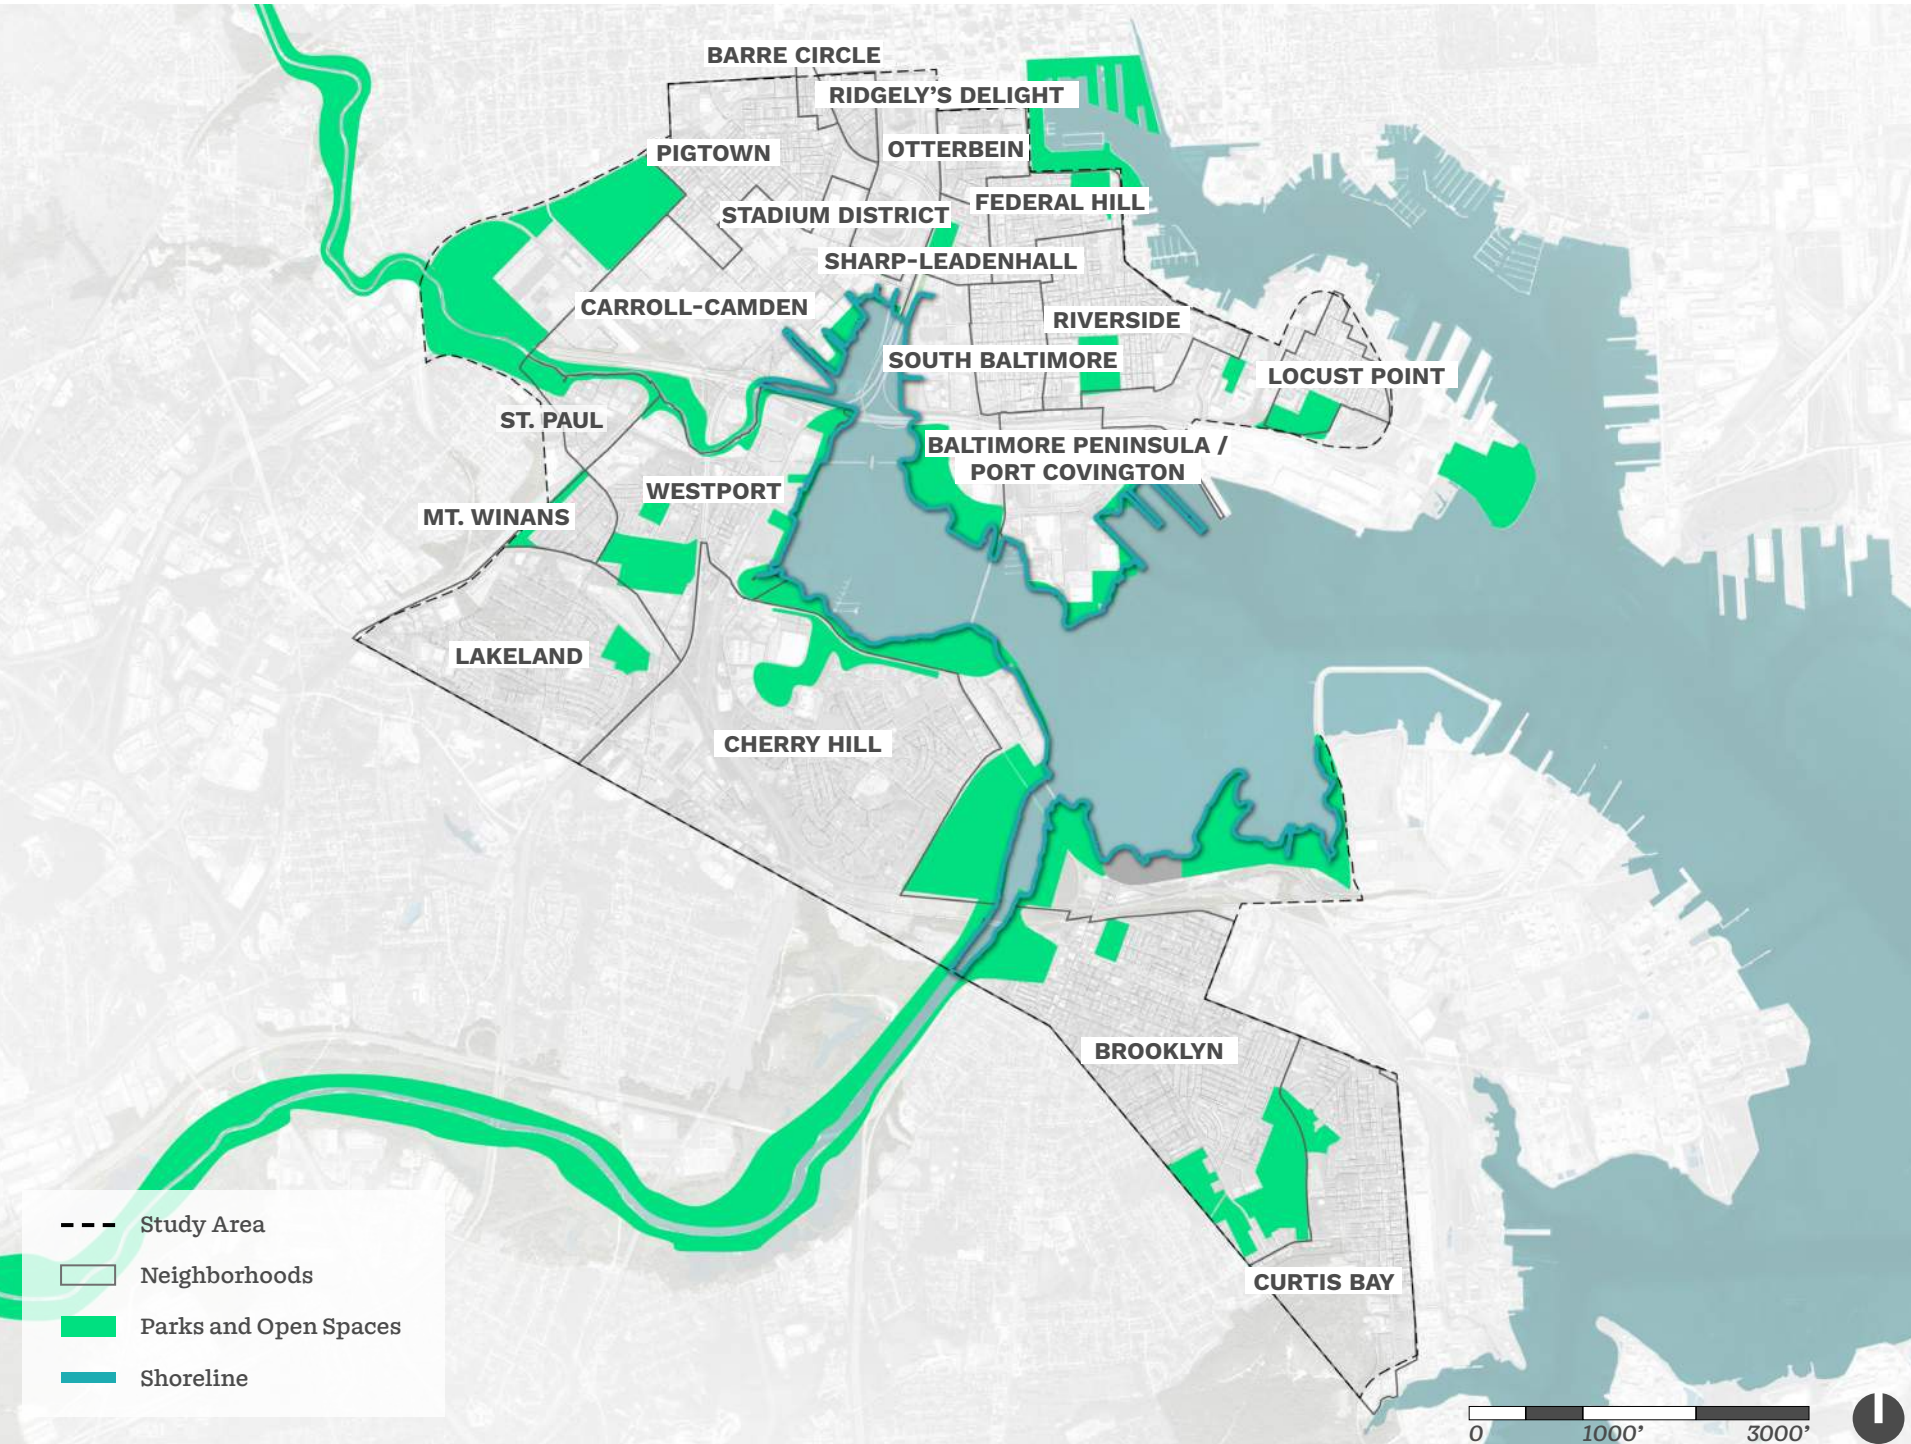 BARRE CIRCLE
RIDGELY’S DELIGHT
PIGTOWN
OTTERBEIN
STADIUM DISTRICT
FEDERAL HILL
SHARP-LEADENHALL
CARROLL-CAMDEN
RIVERSIDE
SOUTH BALTIMORE
LOCUST POINT
ST. PAUL
BALTIMORE PENINSULA /
PORT COVINGTON
WESTPORT
MT. WINANS
LAKELAND
CHERRY HILL
BROOKLYN
CURTIS BAY
Study Area
Neighborhoods
Parks and Open Spaces
Shoreline
0 1000’ 3000’